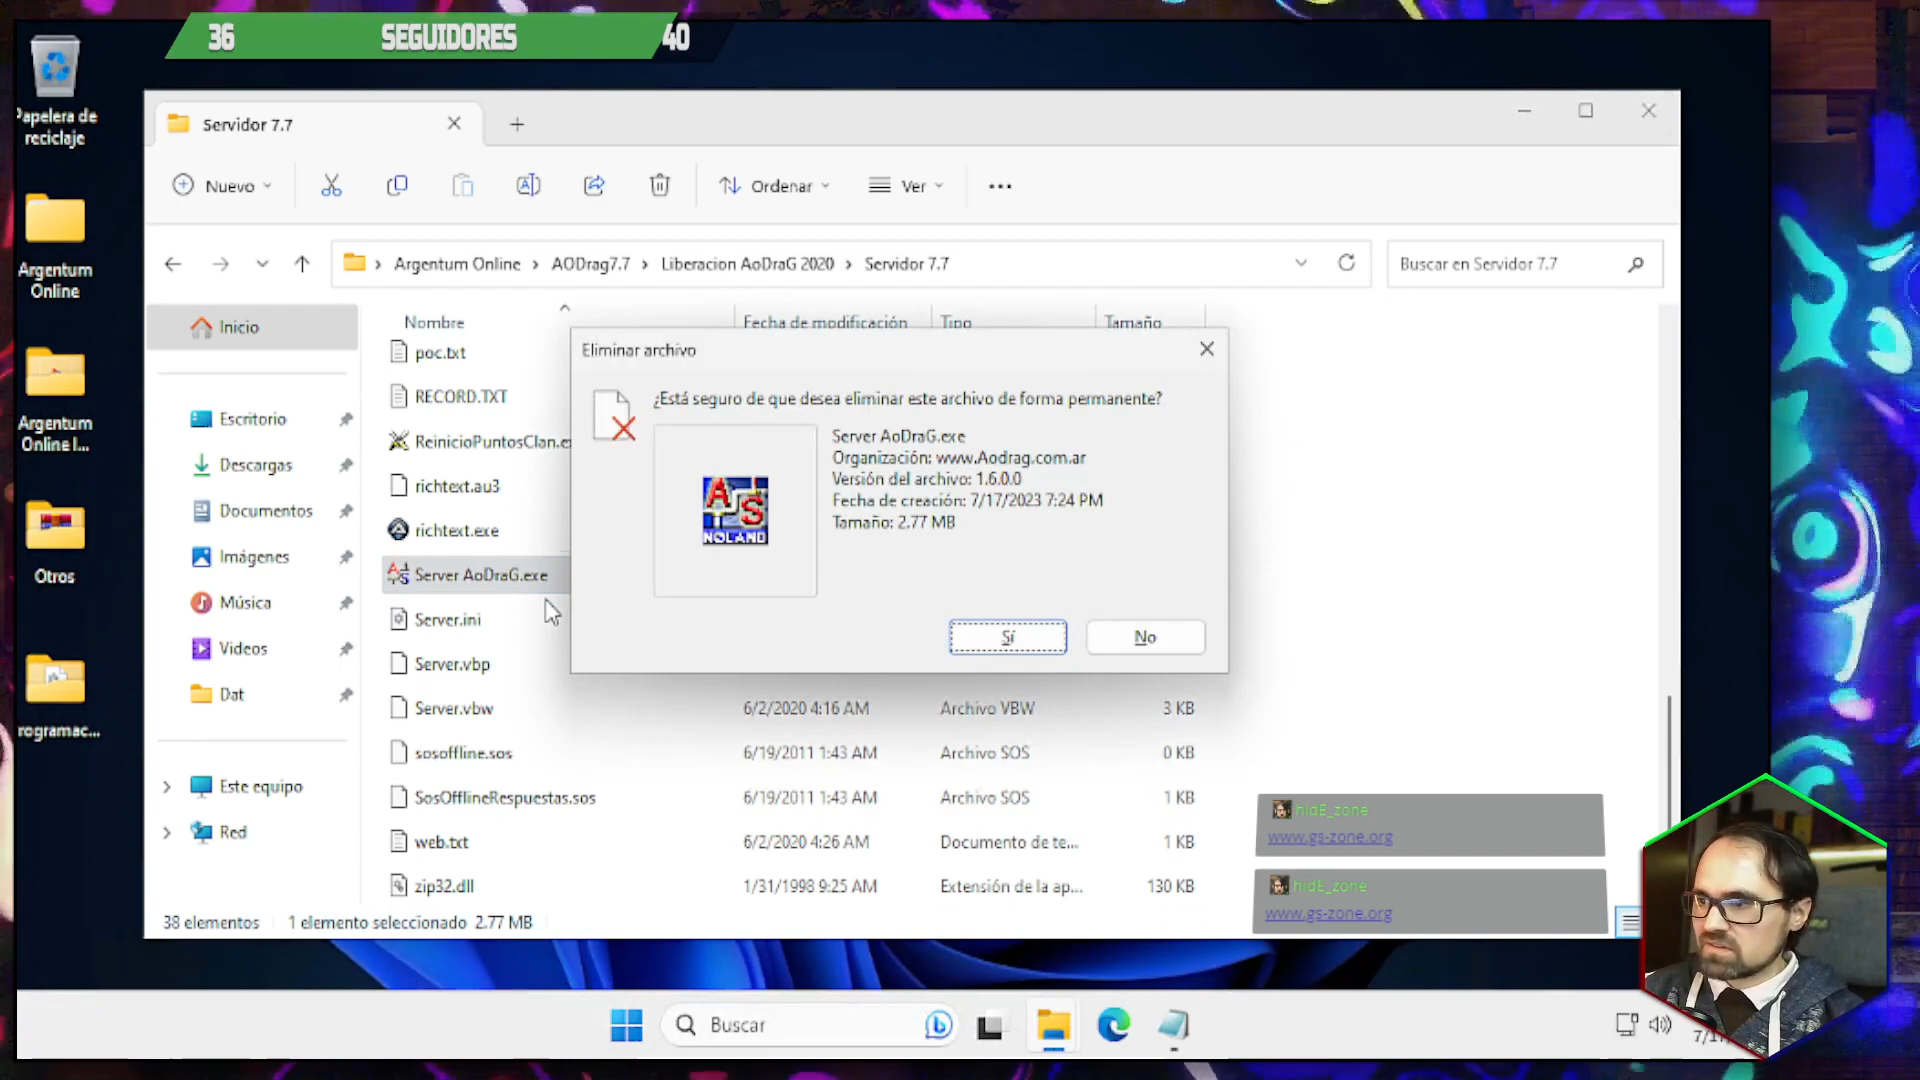 36 SEGUIDORES 40
Papelera de
reciclaje
Argentum
Online
Argentum
Online I...
Otros
rogramac...
Servidor 7.7
Nuevo
Ordenar
Ver
Argentum Online > AODrag7.7 > Liberacion AoDraG 2020 > Servidor 7.7
Buscar en Servidor 7.7
Inicio
Escritorio
Descargas
Documentos
Imágenes
Música
Videos
Dat
Este equipo
Red
Nombre Fecha de modificación Tipo Tamaño
poc.txt
RECORD.TXT
ReinicioPuntosClan.ex
richtext.au3
richtext.exe
Server AoDraG.exe
Server.ini
Server.vbp
Server.vbw 6/2/2020 4:16 AM Archivo VBW 3 KB
sosoffline.sos 6/19/2011 1:43 AM Archivo SOS 0 KB
SosOfflineRespuestas.sos 6/19/2011 1:43 AM Archivo SOS 1 KB
web.txt 6/2/2020 4:26 AM Documento de te... 1 KB
zip32.dll 1/31/1998 9:25 AM Extensión de la ap... 130 KB
38 elementos 1 elemento seleccionado 2.77 MB
Eliminar archivo
¿Está seguro de que desea eliminar este archivo de forma permanente?
AS
NOLAND
Server AoDraG.exe
Organización: www.Aodrag.com.ar
Versión del archivo: 1.6.0.0
Fecha de creación: 7/17/2023 7:24 PM
Tamaño: 2.77 MB
Sí
No
hidE_zone
www.gs-zone.org
hidE_zone
www.gs-zone.org
Buscar